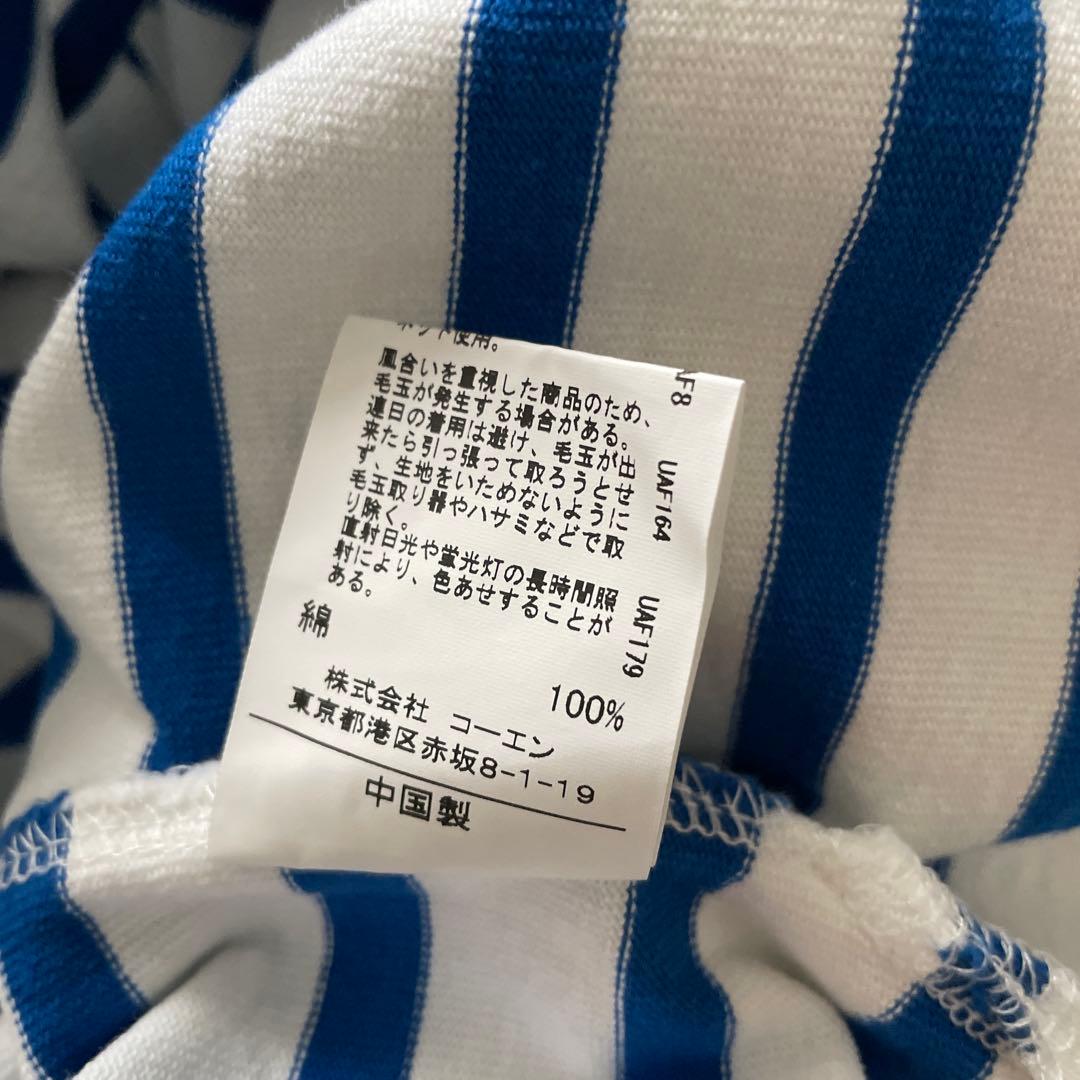 ネット使用。
風合いを重視した商品のため、
毛玉が発生する場合がある。
連日の着用は避け、毛玉が出
来たら引っ張って取ろうとせ
ず、生地をいためないように
毛玉取り器やハサミなどで取
り除く。
直射日光や蛍光灯の長時間照
射により、色あせすることが
ある。
綿
100%
株式会社 コーエン
東京都港区赤坂8-1-19
中国製
AF8 UAF164 UAF179